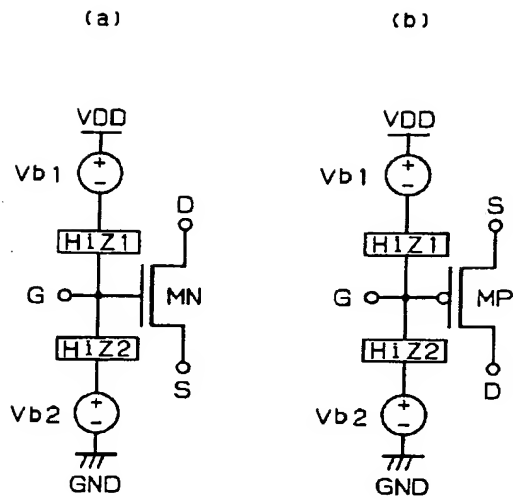 (a)
VDD
Vb1
+
−
D
HIZ1
G
MN
HIZ2
S
Vb2
+
−
GND
(b)
VDD
Vb1
+
−
S
HIZ1
G
MP
HIZ2
D
Vb2
+
−
GND